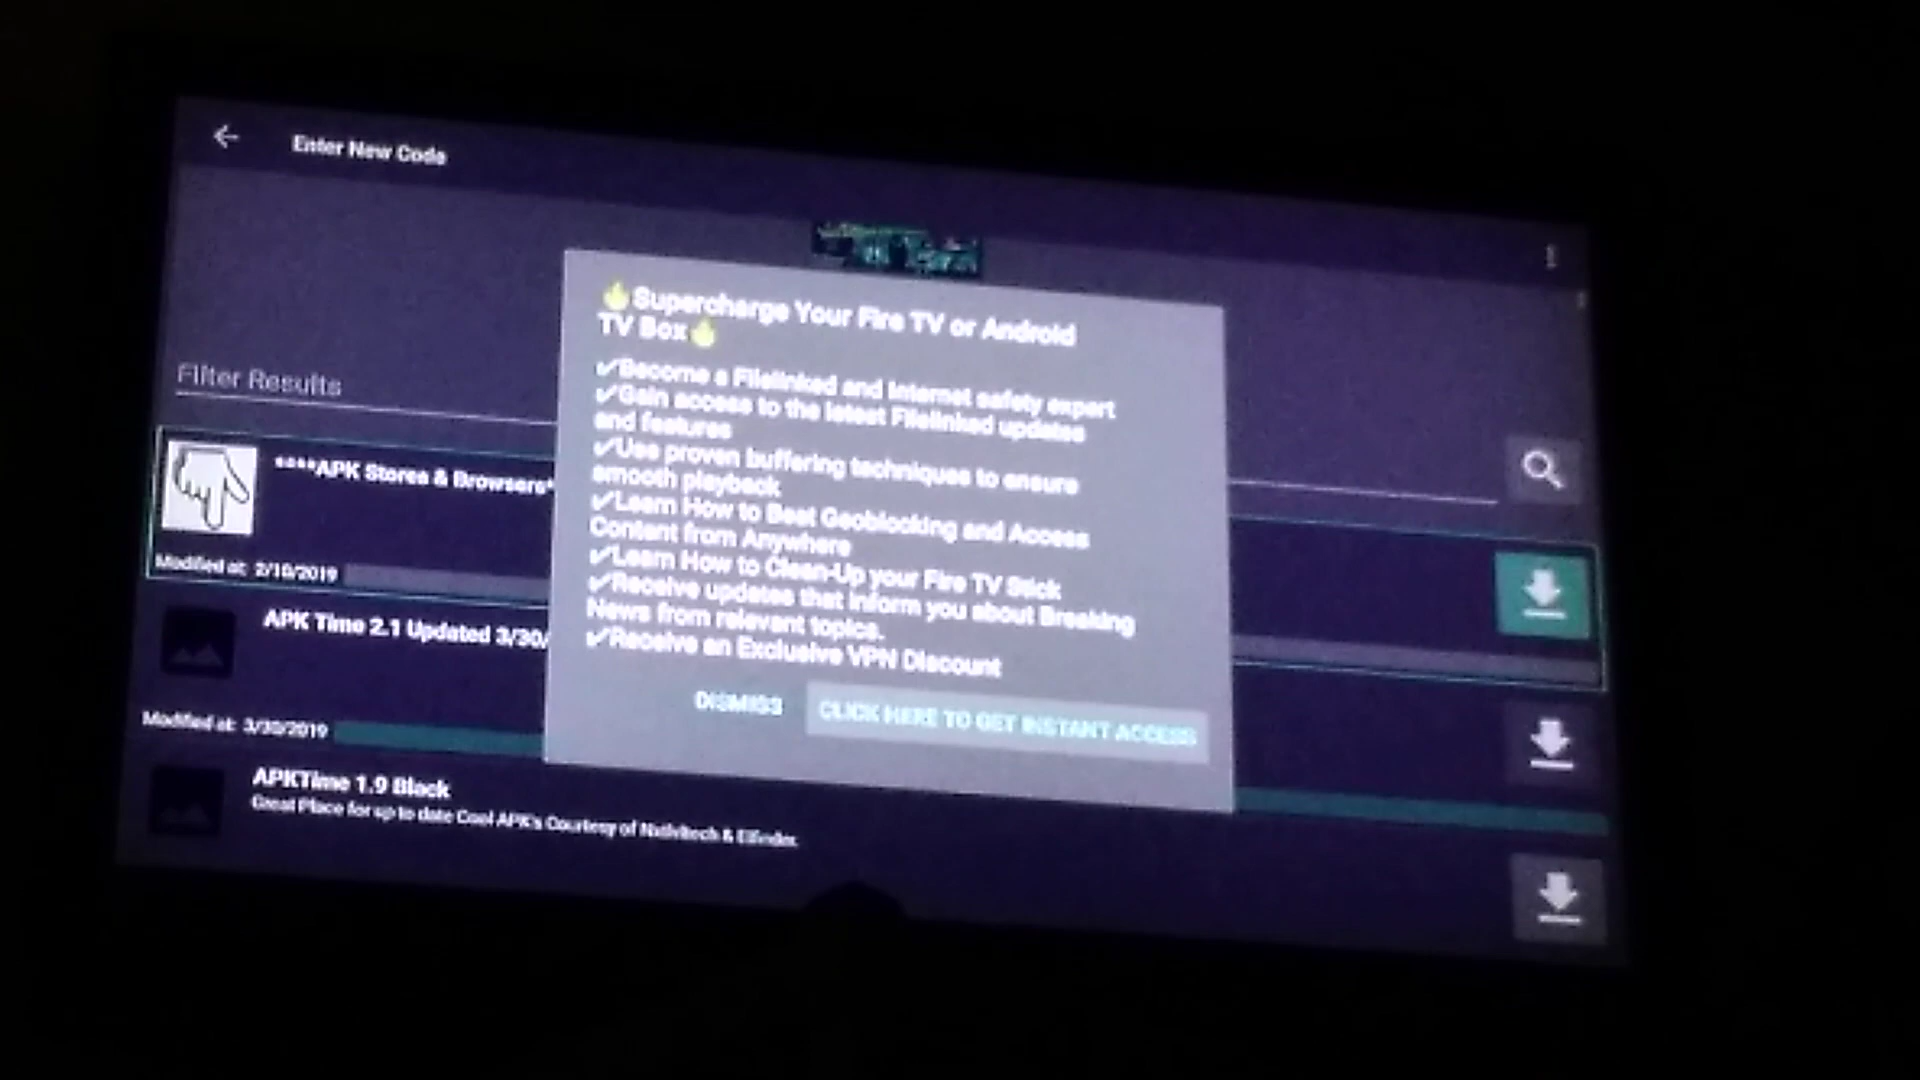 Enter New Code
🔥Supercharge Your Fire TV or Android
TV Box🔥
✔Become a Filelinked and Internet safety expert
✔Gain access to the latest Filelinked updates
and features
✔Use proven buffering techniques to ensure
smooth playback
✔Learn How to Beat Geoblocking and Access
Content from Anywhere
✔Learn How to Clean-Up your Fire TV Stick
✔Receive updates that inform you about Breaking
News from relevant topics.
✔Receive an Exclusive VPN Discount
DISMISS
CLICK HERE TO GET INSTANT ACCESS
Filter Results
****APK Stores & Browsers*
Modified at: 2/10/2019
APK Time 2.1 Updated 3/30/
Modified at: 3/30/2019
APKTime 1.9 Black
Great Place for up to date Cool APK's Courtesy of &